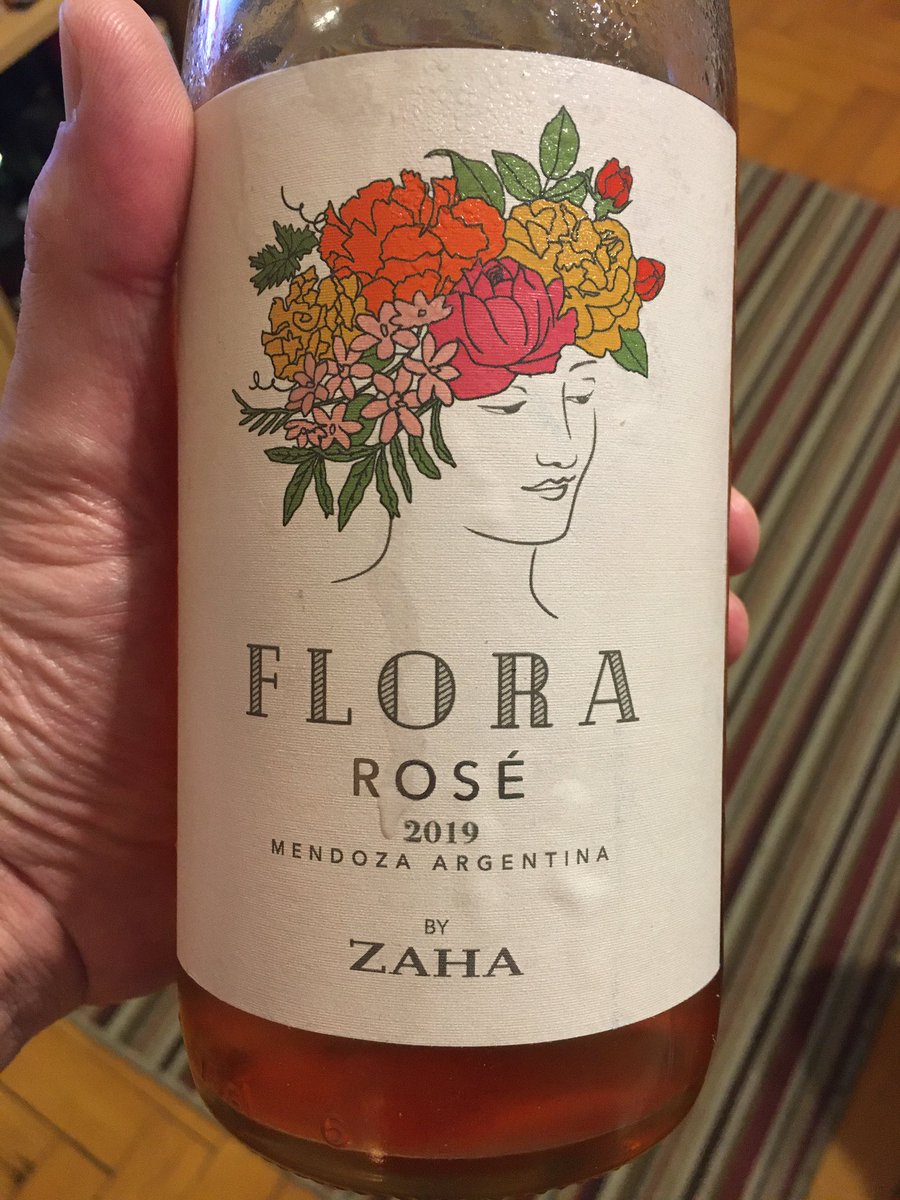 FLORA
ROSÉ
2019
MENDOZA ARGENTINA
BY
ZAHA